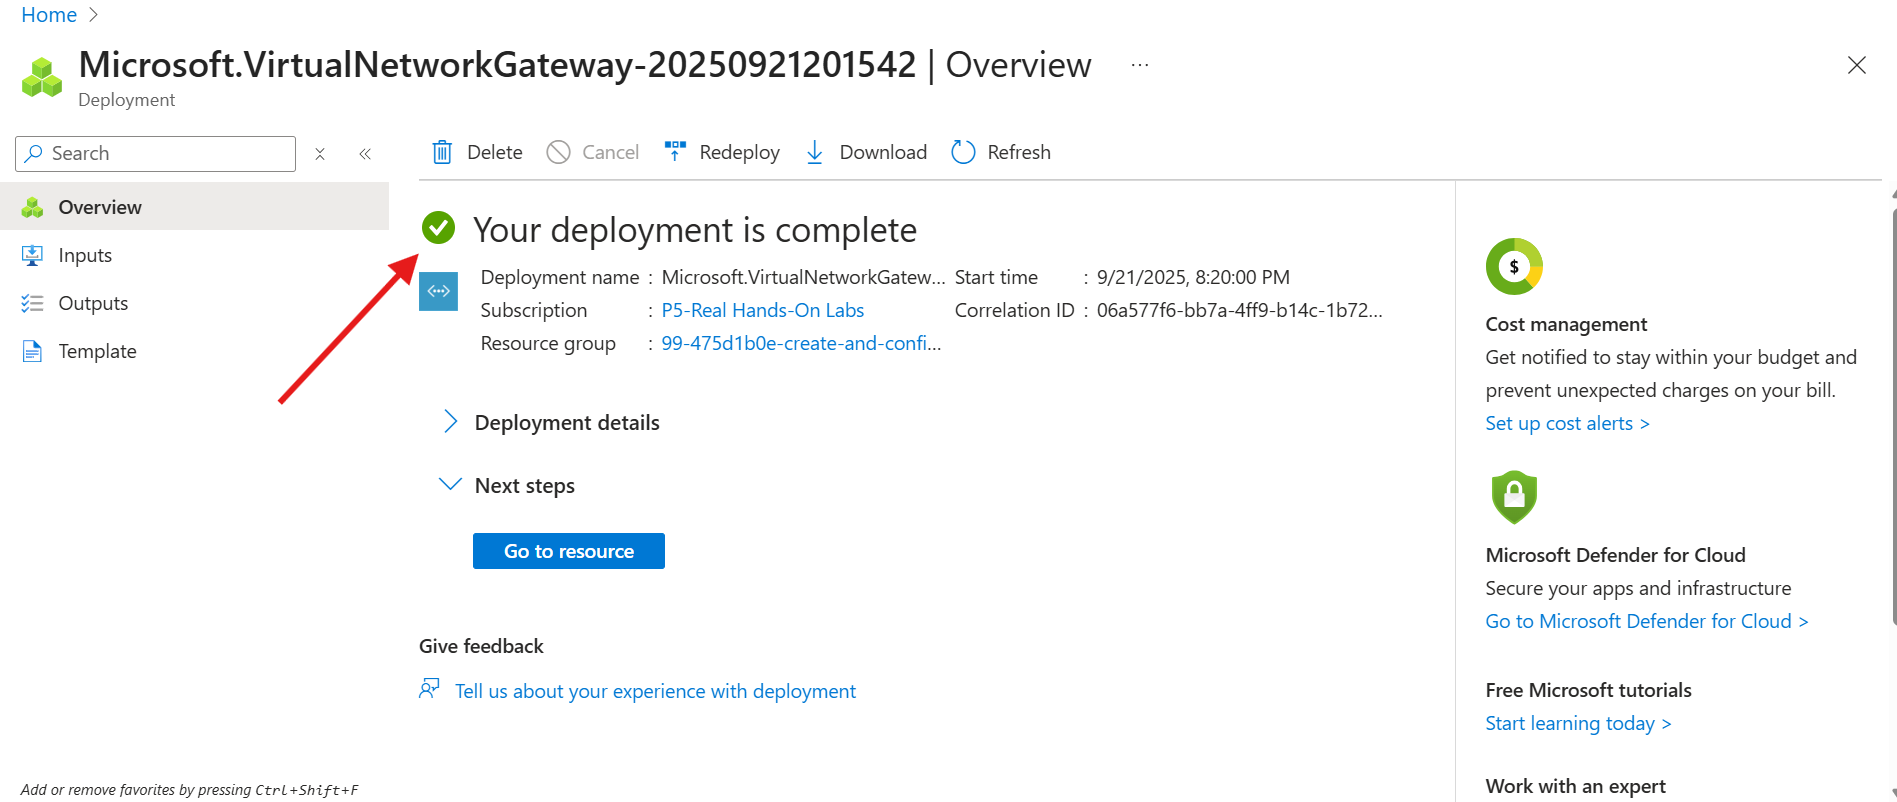 Home
Microsoft.VirtualNetworkGateway-20250921201542 | Overview ...
Deployment
Search
Overview
Inputs
Outputs
Template
Delete Cancel Redeploy Download Refresh
Your deployment is complete
Deployment name : Microsoft.VirtualNetworkGatew... Start time : 9/21/2025, 8:20:00 PM
Subscription : P5-Real Hands-On Labs Correlation ID : 06a577f6-bb7a-4ff9-b14c-1b72...
Resource group : 99-475d1b0e-create-and-confi...
Deployment details
Next steps
Go to resource
Give feedback
Tell us about your experience with deployment
$
Cost management
Get notified to stay within your budget and
prevent unexpected charges on your bill.
Set up cost alerts >
Microsoft Defender for Cloud
Secure your apps and infrastructure
Go to Microsoft Defender for Cloud >
Free Microsoft tutorials
Start learning today >
Work with an expert
Add or remove favorites by pressing Ctrl+Shift+F